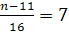 n−11/16 = 7